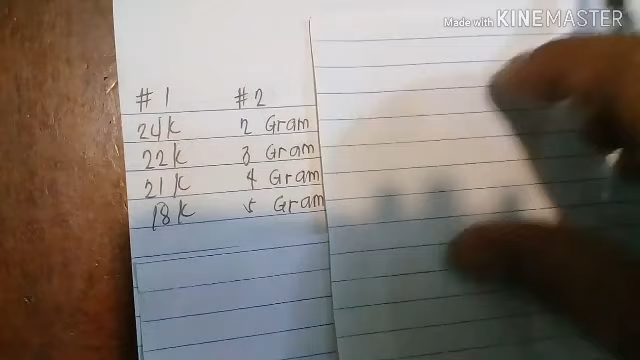 Made with KINEMASTER
#1 #2
24k 2 Gram
22k 3 Gram
21k 4 Gram
18k 5 Gram